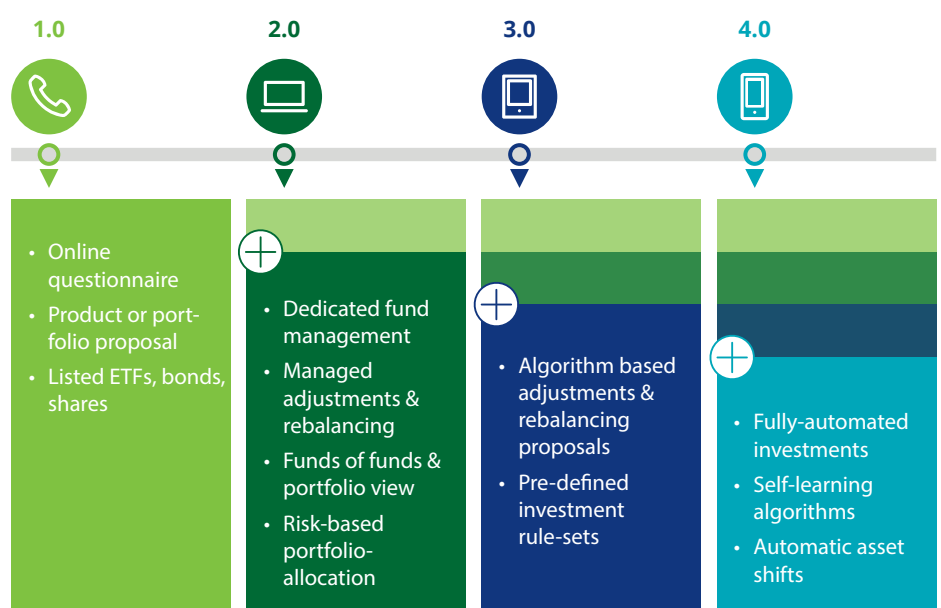 1.0
2.0
3.0
4.0
• Online
questionnaire
• Product or port-
folio proposal
• Listed ETFs, bonds,
shares
• Dedicated fund
management
• Managed
adjustments &
rebalancing
• Funds of funds &
portfolio view
• Risk-based
portfolio-
allocation
• Algorithm based
adjustments &
rebalancing
proposals
• Pre-defined
investment
rule-sets
• Fully-automated
investments
• Self-learning
algorithms
• Automatic asset
shifts